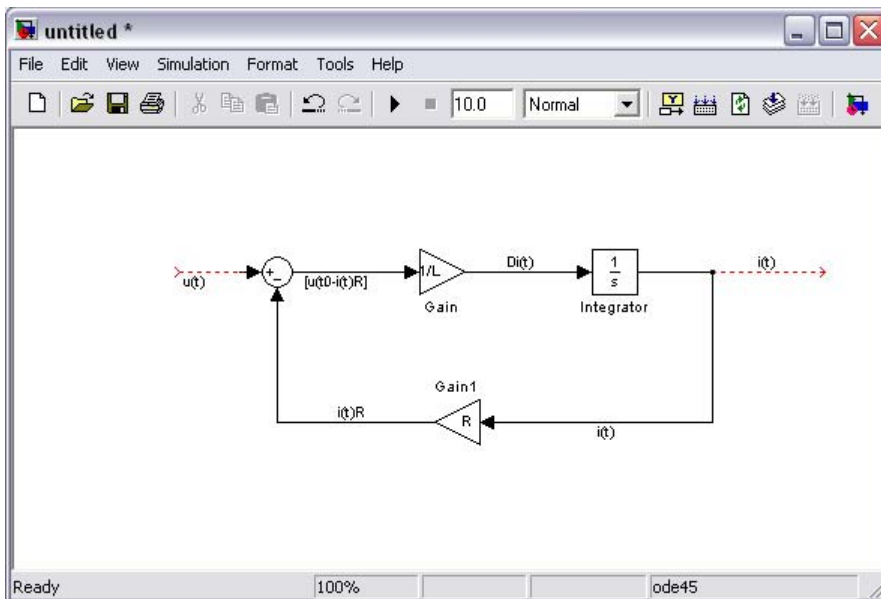 untitled *
File Edit View Simulation Format Tools Help
10.0 Normal
u(t)
+
-
[u(t0-i(t)R]
1/L
Gain
Di(t)
1
s
Integrator
i(t)
Gain1
i(t)R
R
i(t)
Ready 100% ode45